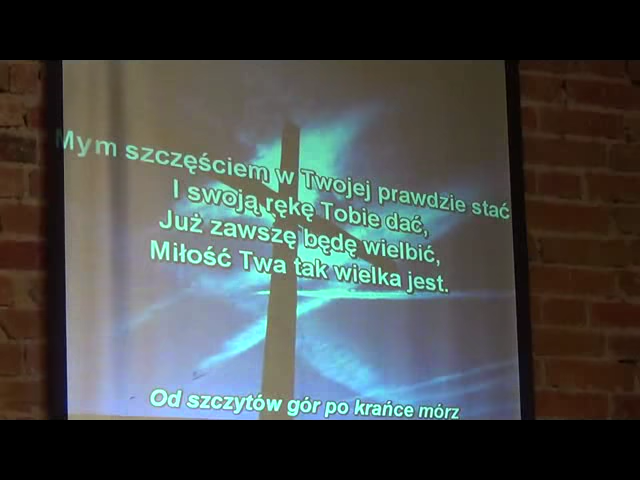 Mym szczęściem w Twojej prawdzie stać
I swoją rękę Tobie dać,
Już zawszę będę wielbić,
Miłość Twa tak wielka jest.
Od szczytów gór po krańce mórz